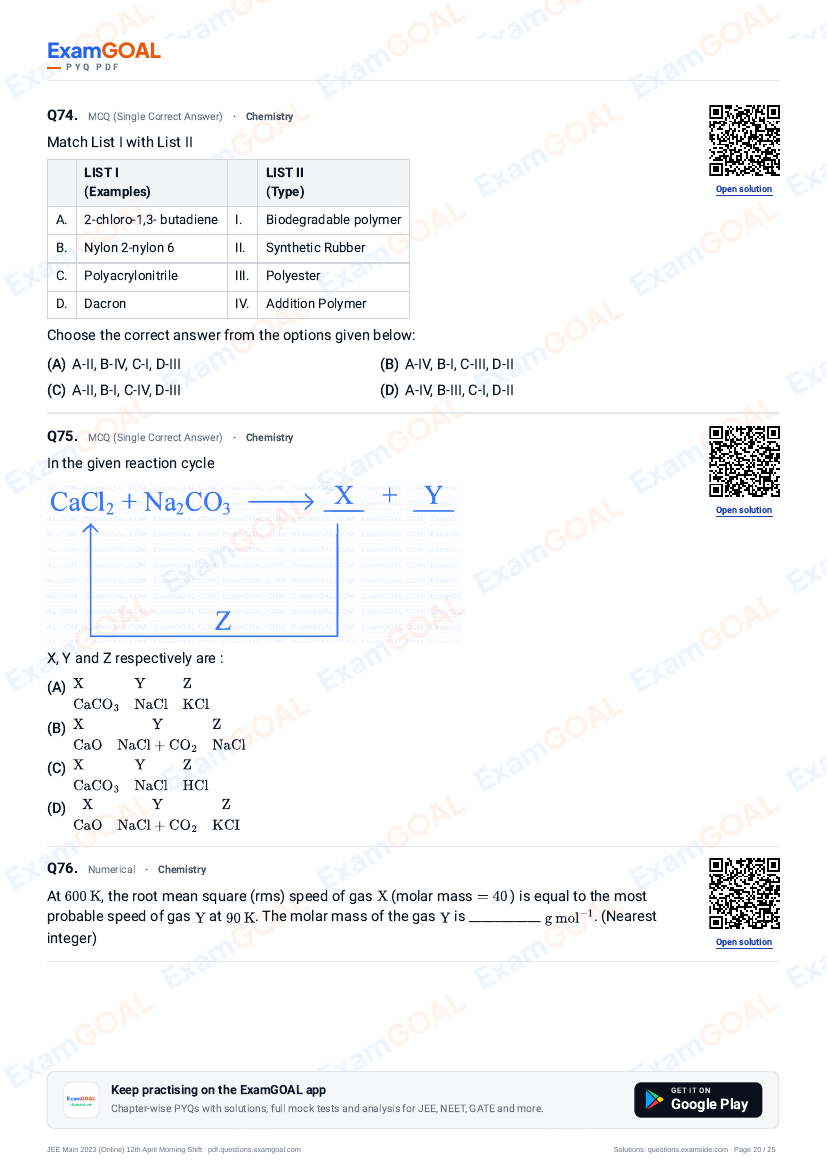 ExamGOAL
PYQ PDF
Q74. MCQ (Single Correct Answer) · Chemistry
Open solution
Match List I with List II
LIST I (Examples) LIST II (Type)
A. 2-chloro-1,3- butadiene I. Biodegradable polymer
B. Nylon 2-nylon 6 II. Synthetic Rubber
C. Polyacrylonitrile III. Polyester
D. Dacron IV. Addition Polymer
Choose the correct answer from the options given below:
(A) A-II, B-IV, C-I, D-III (B) A-IV, B-I, C-III, D-II
(C) A-II, B-I, C-IV, D-III (D) A-IV, B-III, C-I, D-II
Q75. MCQ (Single Correct Answer) · Chemistry
Open solution
In the given reaction cycle
CaCl₂ + Na₂CO₃ ⟶ X + Y
Z
X, Y and Z respectively are :
(A) X Y Z
CaCO₃ NaCl KCl
(B) X Y Z
CaO NaCl + CO₂ NaCl
(C) X Y Z
CaCO₃ NaCl HCl
(D) X Y Z
CaO NaCl + CO₂ KCI
Q76. Numerical · Chemistry
Open solution
At 600 K, the root mean square (rms) speed of gas X (molar mass = 40 ) is equal to the most
probable speed of gas Y at 90 K. The molar mass of the gas Y is __________ g mol⁻¹. (Nearest
integer)
Keep practising on the ExamGOAL app
Chapter-wise PYQs with solutions, full mock tests and analysis for JEE, NEET, GATE and more.
GET IT ON
Google Play
JEE Main 2023 (Online) 12th April Morning Shift · pdf.questions.examgoal.com
Solutions: questions.examside.com · Page 20 / 25